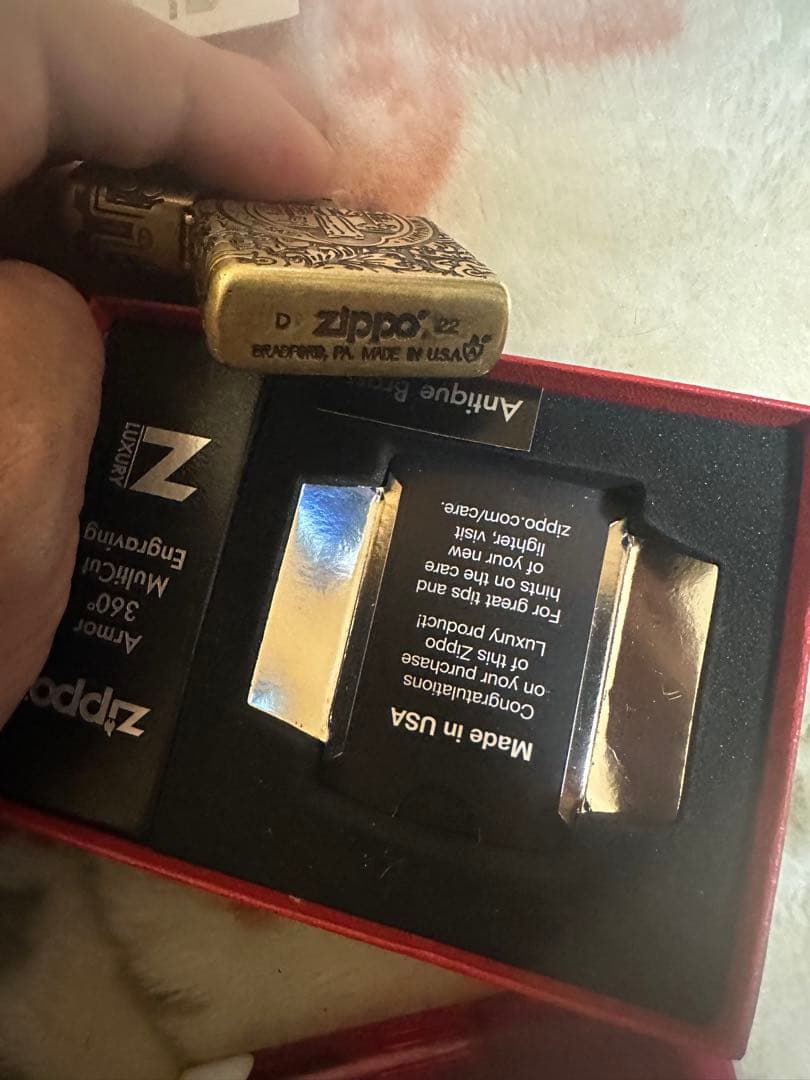 D zippo 22
BRADFORD, PA. MADE IN U.S.A.
Antique Bras
Z
LUXURY
Zippo
Armor
360°
MultiCut
Engraving
Made in USA
Congratulations
on your purchase
of this Zippo
Luxury product!
For great tips and
hints on the care
of your new
lighter, visit
zippo.com/care.